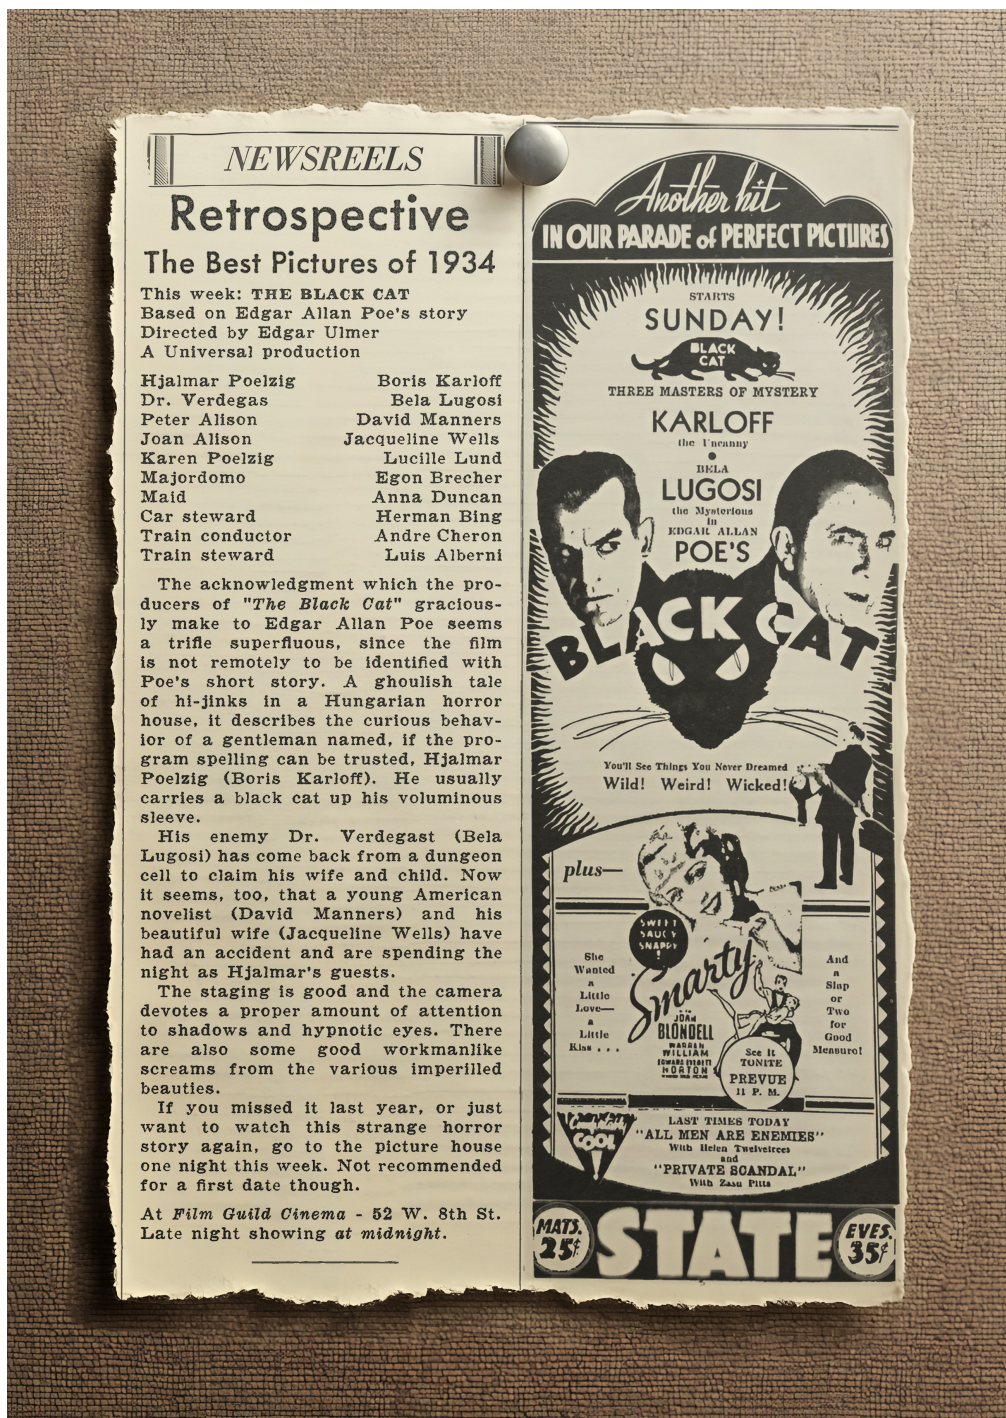 NEWSREELS
Retrospective
The Best Pictures of 1934
This week: THE BLACK CAT
Based on Edgar Allan Poe's story
Directed by Edgar Ulmer
A Universal production
Hjalmar Poelzig Boris Karloff
Dr. Verdegas Bela Lugosi
Peter Alison David Manners
Joan Alison Jacqueline Wells
Karen Poelzig Lucille Lund
Majordomo Egon Brecher
Maid Anna Duncan
Car steward Herman Bing
Train conductor Andre Cheron
Train steward Luis Alberni
The acknowledgment which the pro-
ducers of "The Black Cat" gracious-
ly make to Edgar Allan Poe seems
a trifle superfluous, since the film
is not remotely to be identified with
Poe's short story. A ghoulish tale
of hi-jinks in a Hungarian horror
house, it describes the curious behav-
ior of a gentleman named, if the pro-
gram spelling can be trusted, Hjalmar
Poelzig (Boris Karloff). He usually
carries a black cat up his voluminous
sleeve.
His enemy Dr. Verdegast (Bela
Lugosi) has come back from a dungeon
cell to claim his wife and child. Now
it seems, too, that a young American
novelist (David Manners) and his
beautiful wife (Jacqueline Wells) have
had an accident and are spending the
night as Hjalmar's guests.
The staging is good and the camera
devotes a proper amount of attention
to shadows and hypnotic eyes. There
are also some good workmanlike
screams from the various imperilled
beauties.
If you missed it last year, or just
want to watch this strange horror
story again, go to the picture house
one night this week. Not recommended
for a first date though.
At Film Guild Cinema - 52 W. 8th St.
Late night showing at midnight.
Another hit
IN OUR PARADE of PERFECT PICTURES
STARTS
SUNDAY!
BLACK
CAT
THREE MASTERS OF MYSTERY
KARLOFF
the Uncanny
BELA
LUGOSI
the Mysterious
in
EDGAR ALLAN
POE'S
BLACK CAT
You'll See Things You Never Dreamed
Wild! Weird! Wicked!
plus—
SWEET
SAUCY
SNAPPY
!
She
Wanted
a
Little
Love—
a
Little
Kiss . . .
Smarty
JOAN
BLONDELL
WARREN
WILLIAM
EDWARD EVERETT
HORTON
And
a
Slap
or
Two
for
Good
Measure!
See It
TONITE
PREVUE
11 P. M.
COOL
LAST TIMES TODAY
"ALL MEN ARE ENEMIES"
With Helen Twelvetrees
and
"PRIVATE SCANDAL"
With Zasu Pitts
MATS.
25¢
STATE
EVES.
35¢